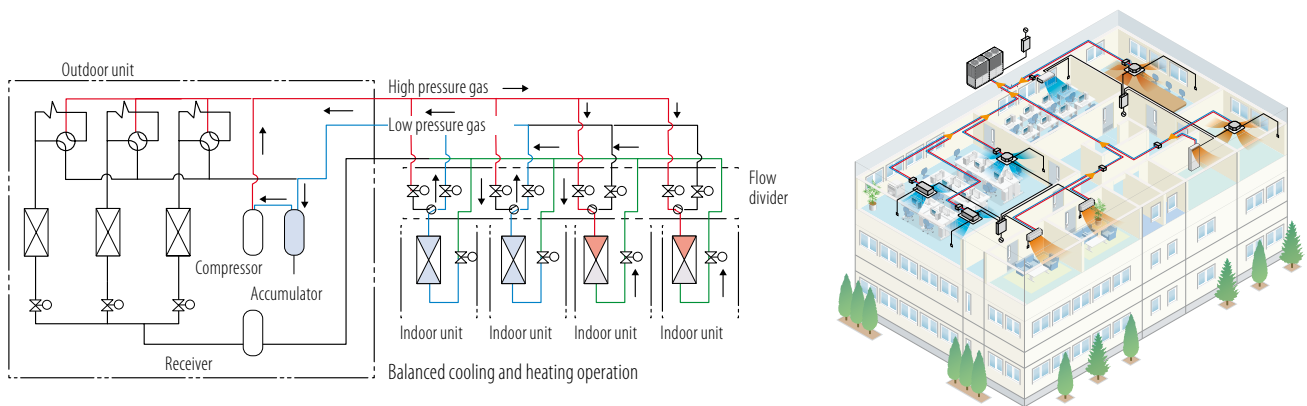 Outdoor unit
High pressure gas
Low pressure gas
Flow
divider
Compressor
Accumulator
Indoor unit
Indoor unit
Indoor unit
Indoor unit
Receiver
Balanced cooling and heating operation